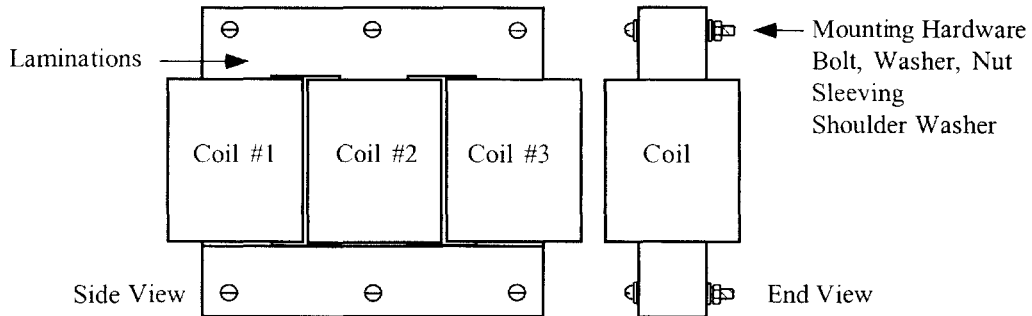 Laminations
Mounting Hardware
Bolt, Washer, Nut
Sleeving
Shoulder Washer
Coil #1
Coil #2
Coil #3
Coil
Side View
End View